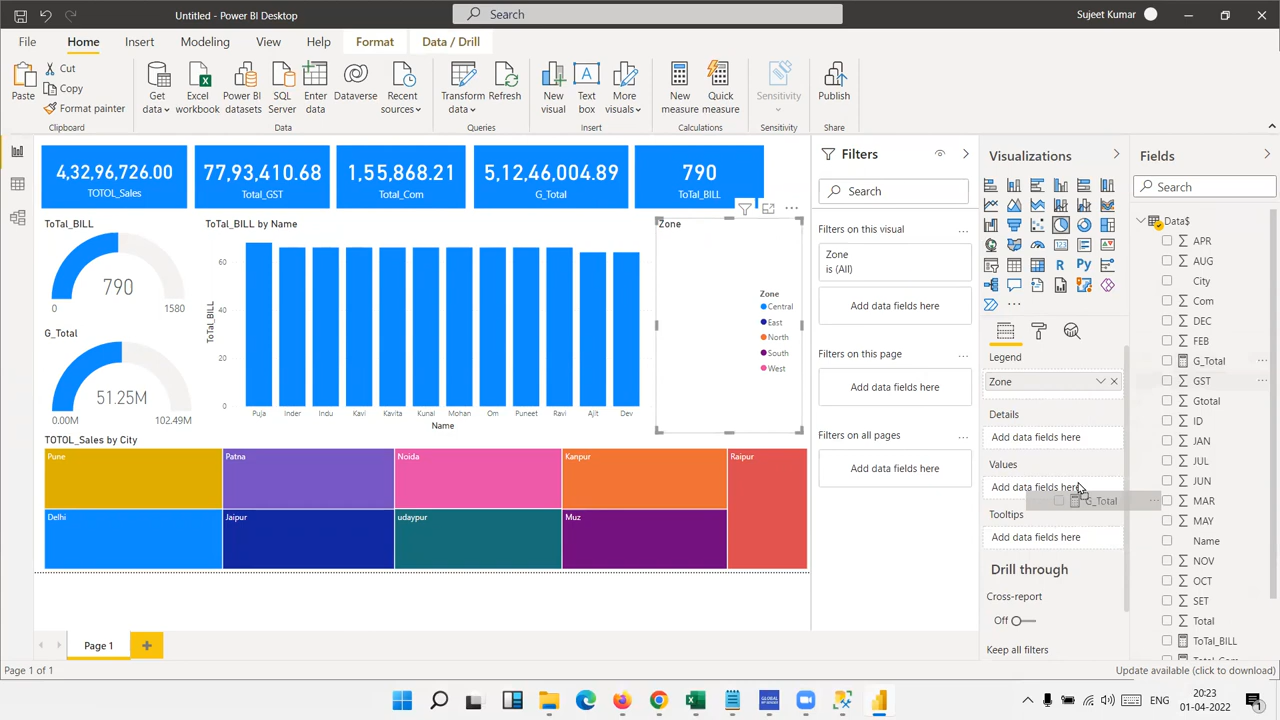 Untitled - Power BI Desktop
Search
Sujeet Kumar
File
Home
Insert
Modeling
View
Help
Format
Data / Drill
Paste
Cut
Copy
Format painter
Get data
Excel workbook
Power BI datasets
SQL Server
Enter data
Dataverse
Recent sources
Transform data
Refresh
New visual
Text box
More visuals
New measure
Quick measure
Sensitivity
Publish
Clipboard
Data
Queries
Insert
Calculations
Sensitivity
Share
4,32,96,726.00
TOTOL_Sales
77,93,410.68
Total_GST
1,55,868.21
Total_Com
5,12,46,004.89
G_Total
790
ToTal_BILL
ToTal_BILL
790
0
1580
G_Total
51.25M
0.00M
102.49M
ToTal_BILL by Name
ToTal_BILL
60
40
20
0
Puja
Inder
Indu
Kavi
Kavita
Kunal
Mohan
Om
Puneet
Ravi
Ajit
Dev
Name
Zone
Zone
Central
East
North
South
West
TOTOL_Sales by City
Pune
Patna
Noida
Kanpur
Raipur
Delhi
Jaipur
udaypur
Muz
Filters
Search
Filters on this visual
Zone
is (All)
Add data fields here
Filters on this page
Add data fields here
Filters on all pages
Add data fields here
Visualizations
R
Py
Legend
Zone
Details
Add data fields here
Values
Add data fields here
G_Total
Tooltips
Add data fields here
Drill through
Cross-report
Off
Keep all filters
Fields
Search
Data$
APR
AUG
City
Com
DEC
FEB
G_Total
GST
Gtotal
ID
JAN
JUL
JUN
MAR
MAY
Name
NOV
OCT
SET
Total
ToTal_BILL
Page 1
Page 1 of 1
Update available (click to download)
ENG
20:23
01-04-2022